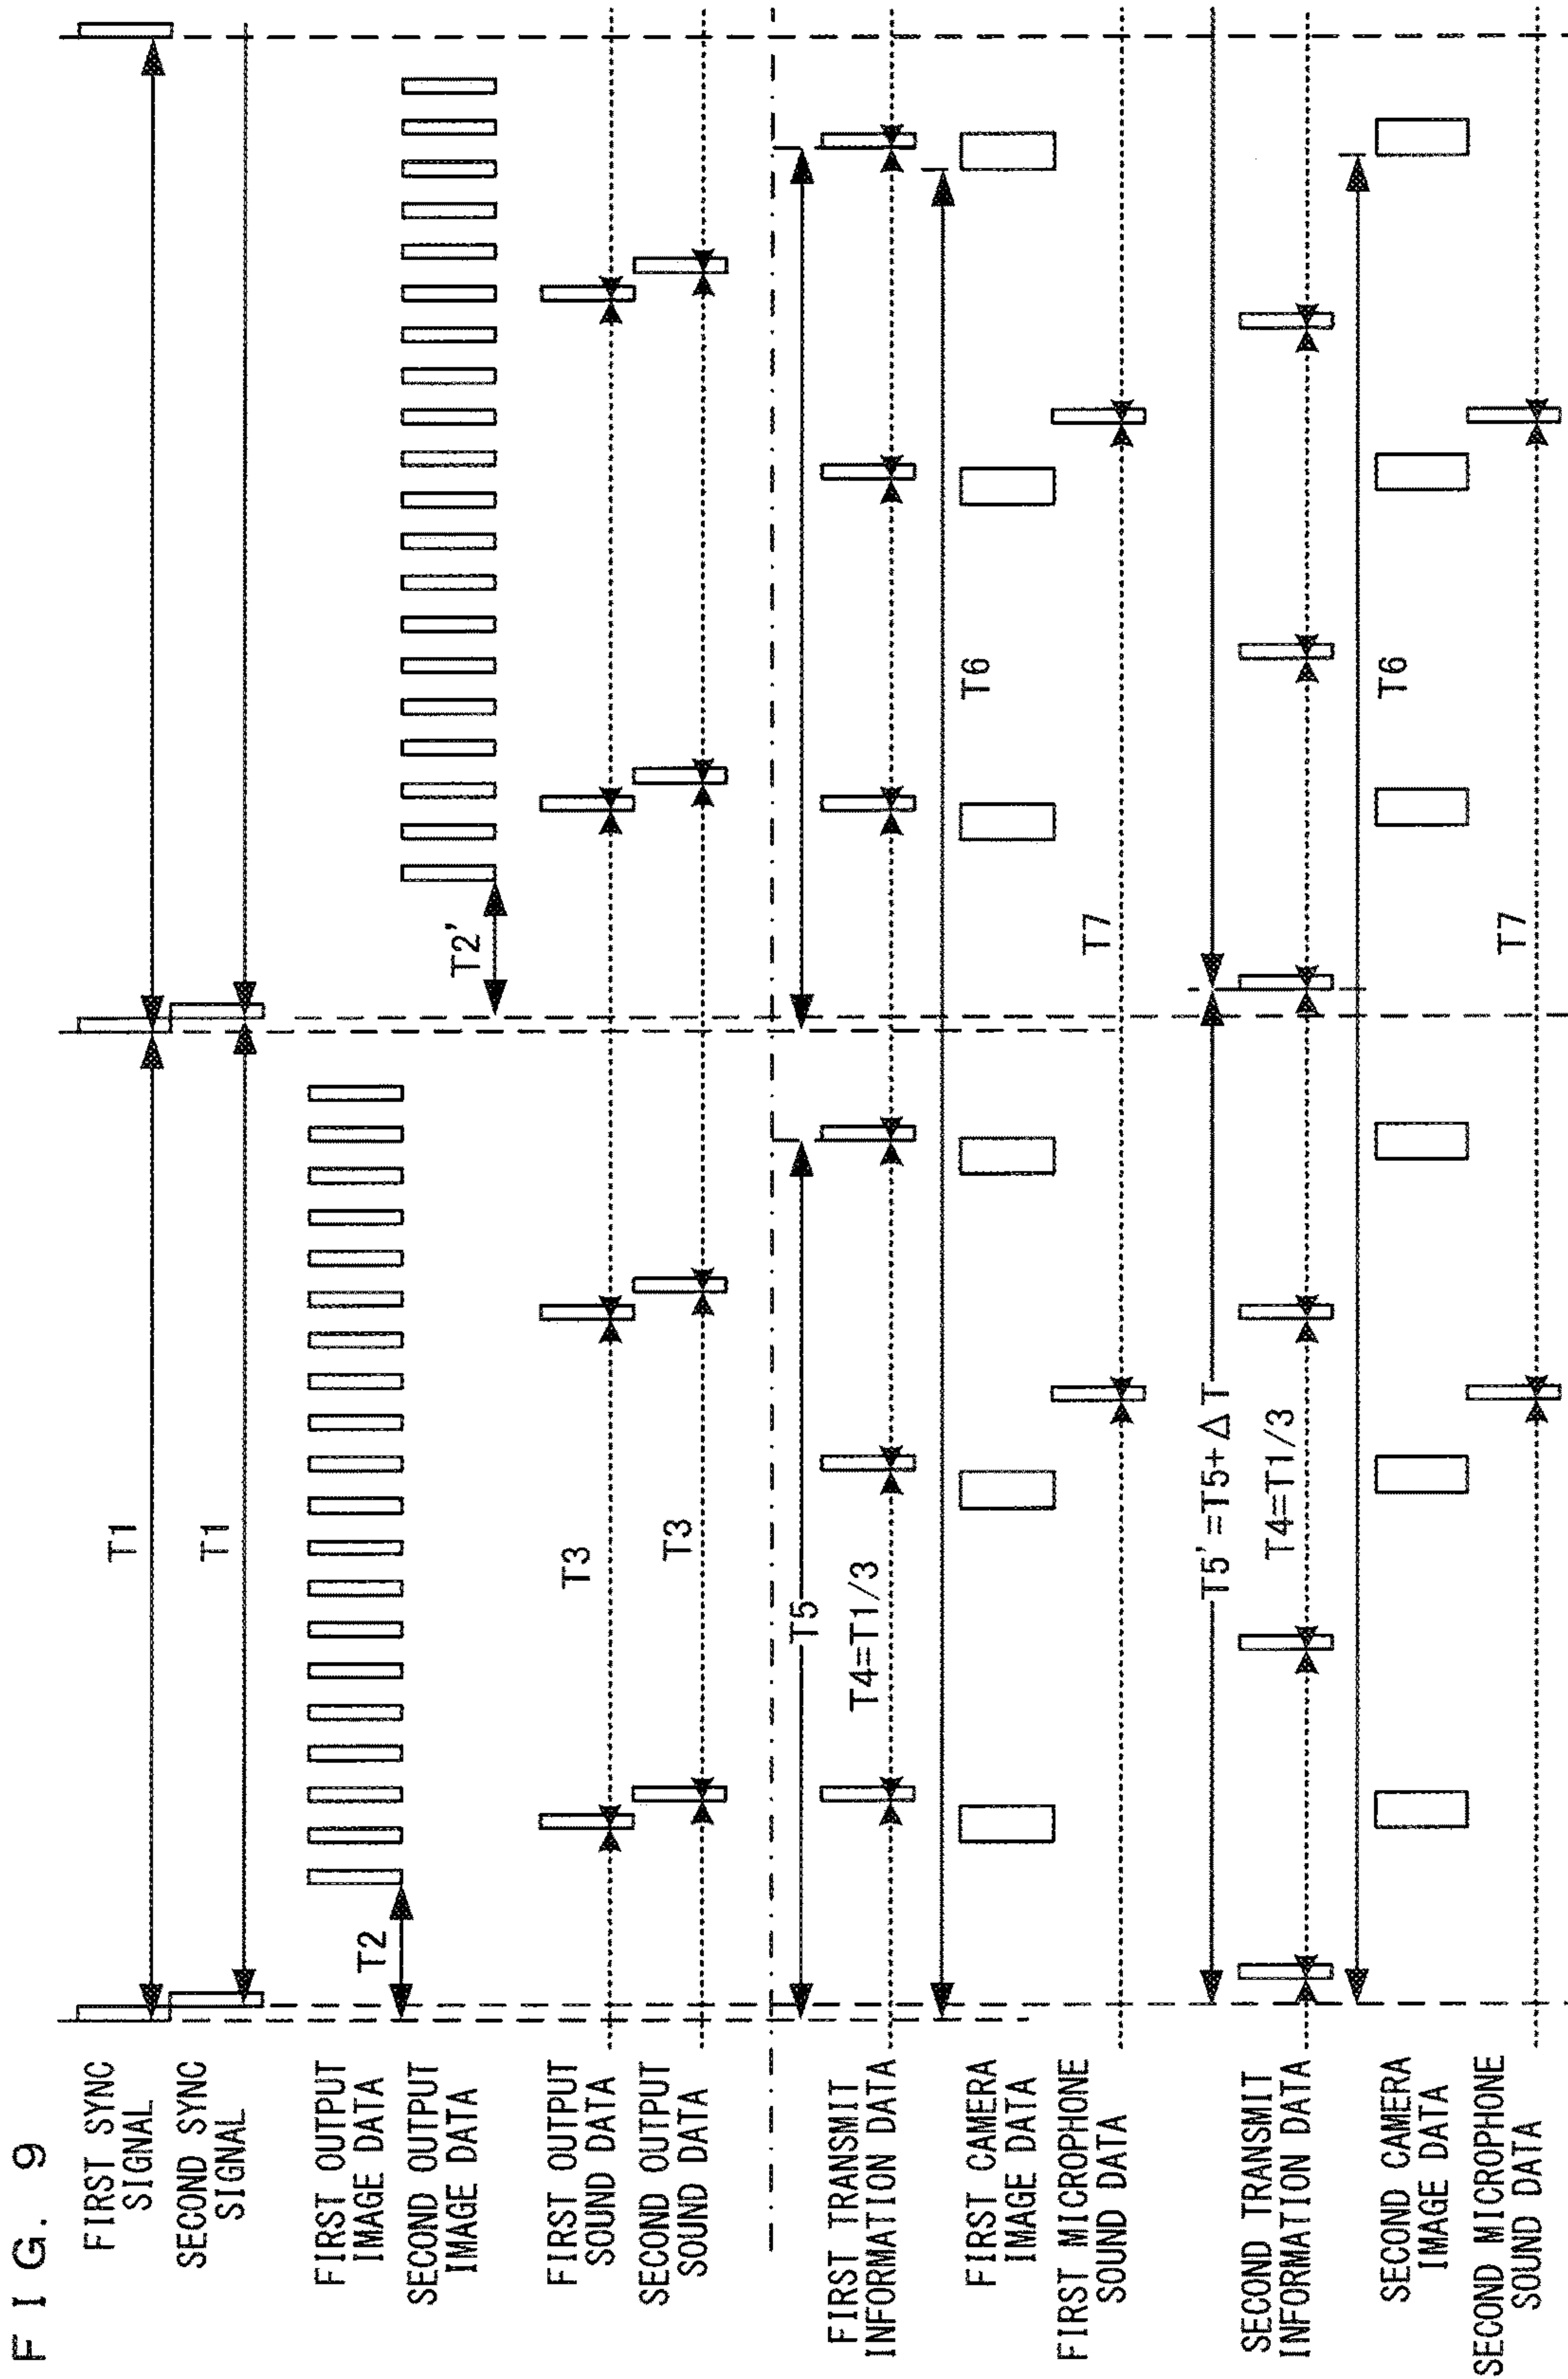 FIG. 9
FIRST SYNC
SIGNAL
T1
SECOND SYNC
SIGNAL
T1
FIRST OUTPUT
IMAGE DATA
T2
SECOND OUTPUT
IMAGE DATA
T2'
FIRST OUTPUT
SOUND DATA
T3
SECOND OUTPUT
SOUND DATA
T3
T5
FIRST TRANSMIT
INFORMATION DATA
T4=T1/3
T6
FIRST CAMERA
IMAGE DATA
FIRST MICROPHONE
SOUND DATA
T7
T5'=T5+ΔT
SECOND TRANSMIT
INFORMATION DATA
T4=T1/3
T6
SECOND CAMERA
IMAGE DATA
SECOND MICROPHONE
SOUND DATA
T7